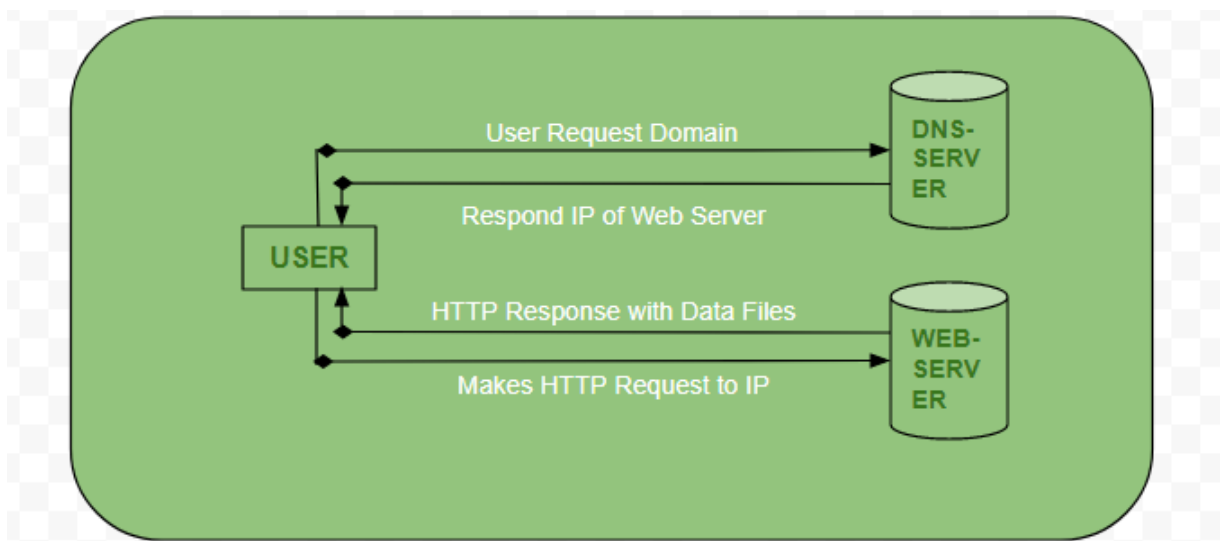 User Request Domain
DNS-
SERV
ER
Respond IP of Web Server
USER
HTTP Response with Data Files
WEB-
SERV
ER
Makes HTTP Request to IP